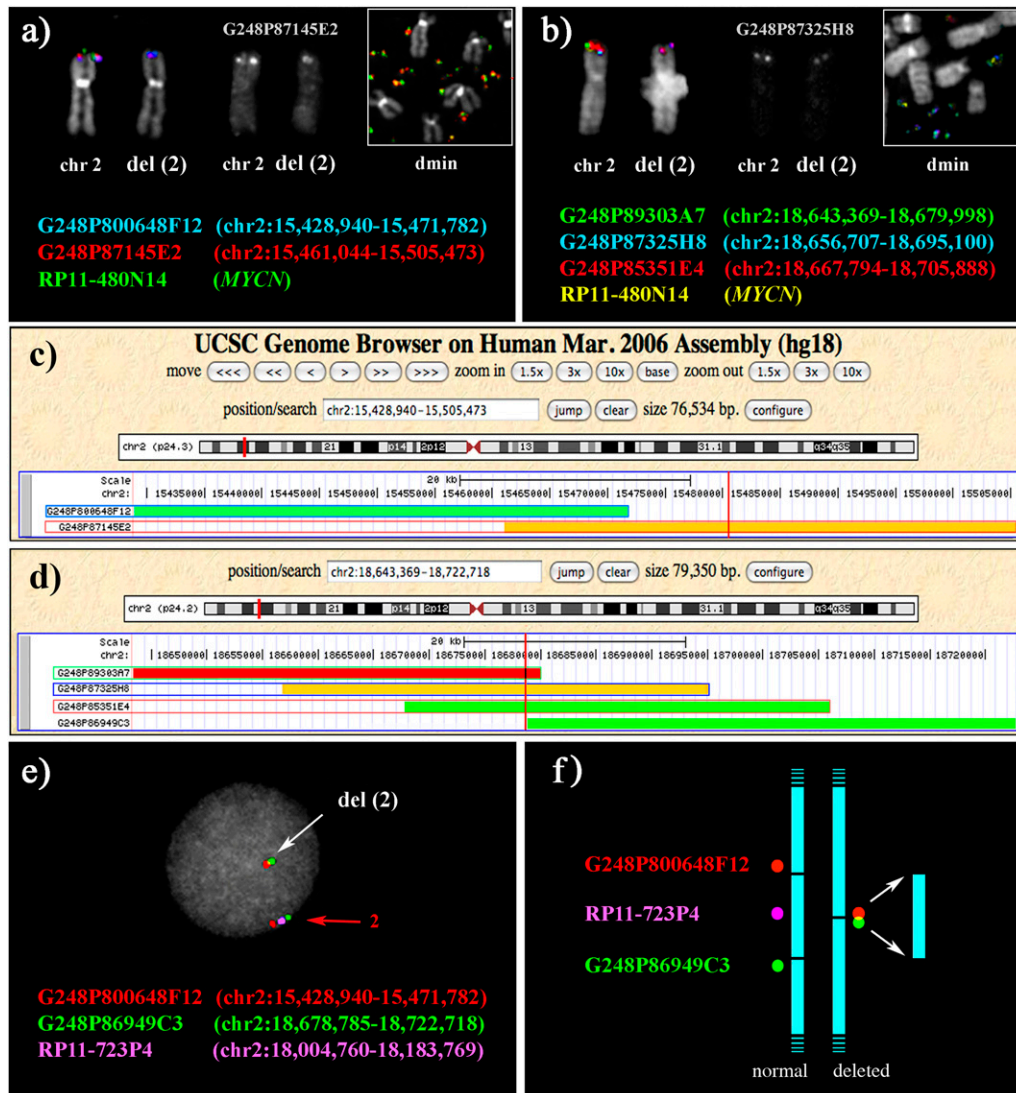 a)
G248P87145E2
chr 2 del (2) chr 2 del (2) dmin
G248P800648F12 (chr2:15,428,940-15,471,782)
G248P87145E2 (chr2:15,461,044-15,505,473)
RP11-480N14 (MYCN)
b)
G248P87325H8
chr 2 del (2) chr 2 del (2) dmin
G248P89303A7 (chr2:18,643,369-18,679,998)
G248P87325H8 (chr2:18,656,707-18,695,100)
G248P85351E4 (chr2:18,667,794-18,705,888)
RP11-480N14 (MYCN)
c)
UCSC Genome Browser on Human Mar. 2006 Assembly (hg18)
move <<< << < > >> >>> zoom in 1.5x 3x 10x base zoom out 1.5x 3x 10x
position/search chr2:15,428,940-15,505,473 jump clear size 76,534 bp. configure
chr2 (p24.3) 21 p14 2p12 13 31.1 q34 q35
Scale 20 kb
chr2: 15435000| 15440000| 15445000| 15450000| 15455000| 15460000| 15465000| 15470000| 15475000| 15480000| 15485000| 15490000| 15495000| 15500000| 15505000|
G248P800648F12
G248P87145E2
d)
position/search chr2:18,643,369-18,722,718 jump clear size 79,350 bp. configure
chr2 (p24.2) 21 p14 2p12 13 31.1 q34 q35
Scale 20 kb
chr2: 18650000| 18655000| 18660000| 18665000| 18670000| 18675000| 18680000| 18685000| 18690000| 18695000| 18700000| 18705000| 18710000| 18715000| 18720000|
G248P89303A7
G248P87325H8
G248P85351E4
G248P86949C3
e)
del (2)
2
G248P800648F12 (chr2:15,428,940-15,471,782)
G248P86949C3 (chr2:18,678,785-18,722,718)
RP11-723P4 (chr2:18,004,760-18,183,769)
f)
G248P800648F12
RP11-723P4
G248P86949C3
normal deleted